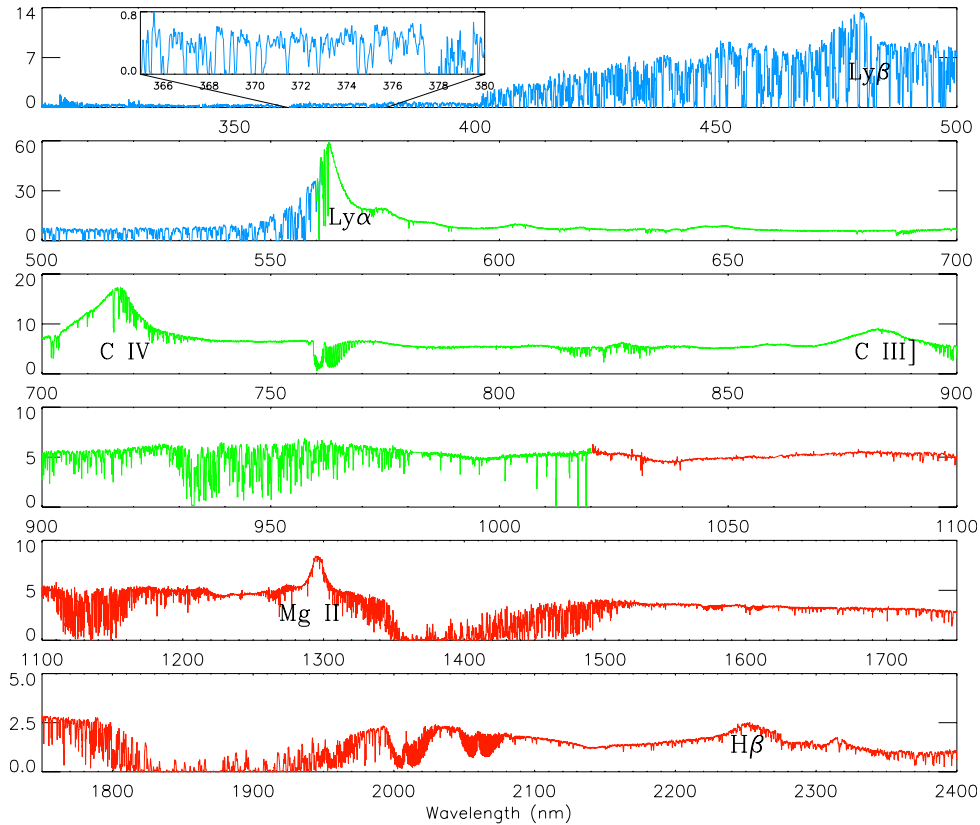 0.8
0.0
366 368 370 372 374 376 378 380
14
7
0
Lyβ
350 400 450 500
60
30
0
Lyα
500 550 600 650 700
20
10
0
C IV
C III]
700 750 800 850 900
10
5
0
900 950 1000 1050 1100
10
5
0
Mg II
1100 1200 1300 1400 1500 1600 1700
5.0
2.5
0.0
Hβ
1800 1900 2000 2100 2200 2300 2400
Wavelength (nm)